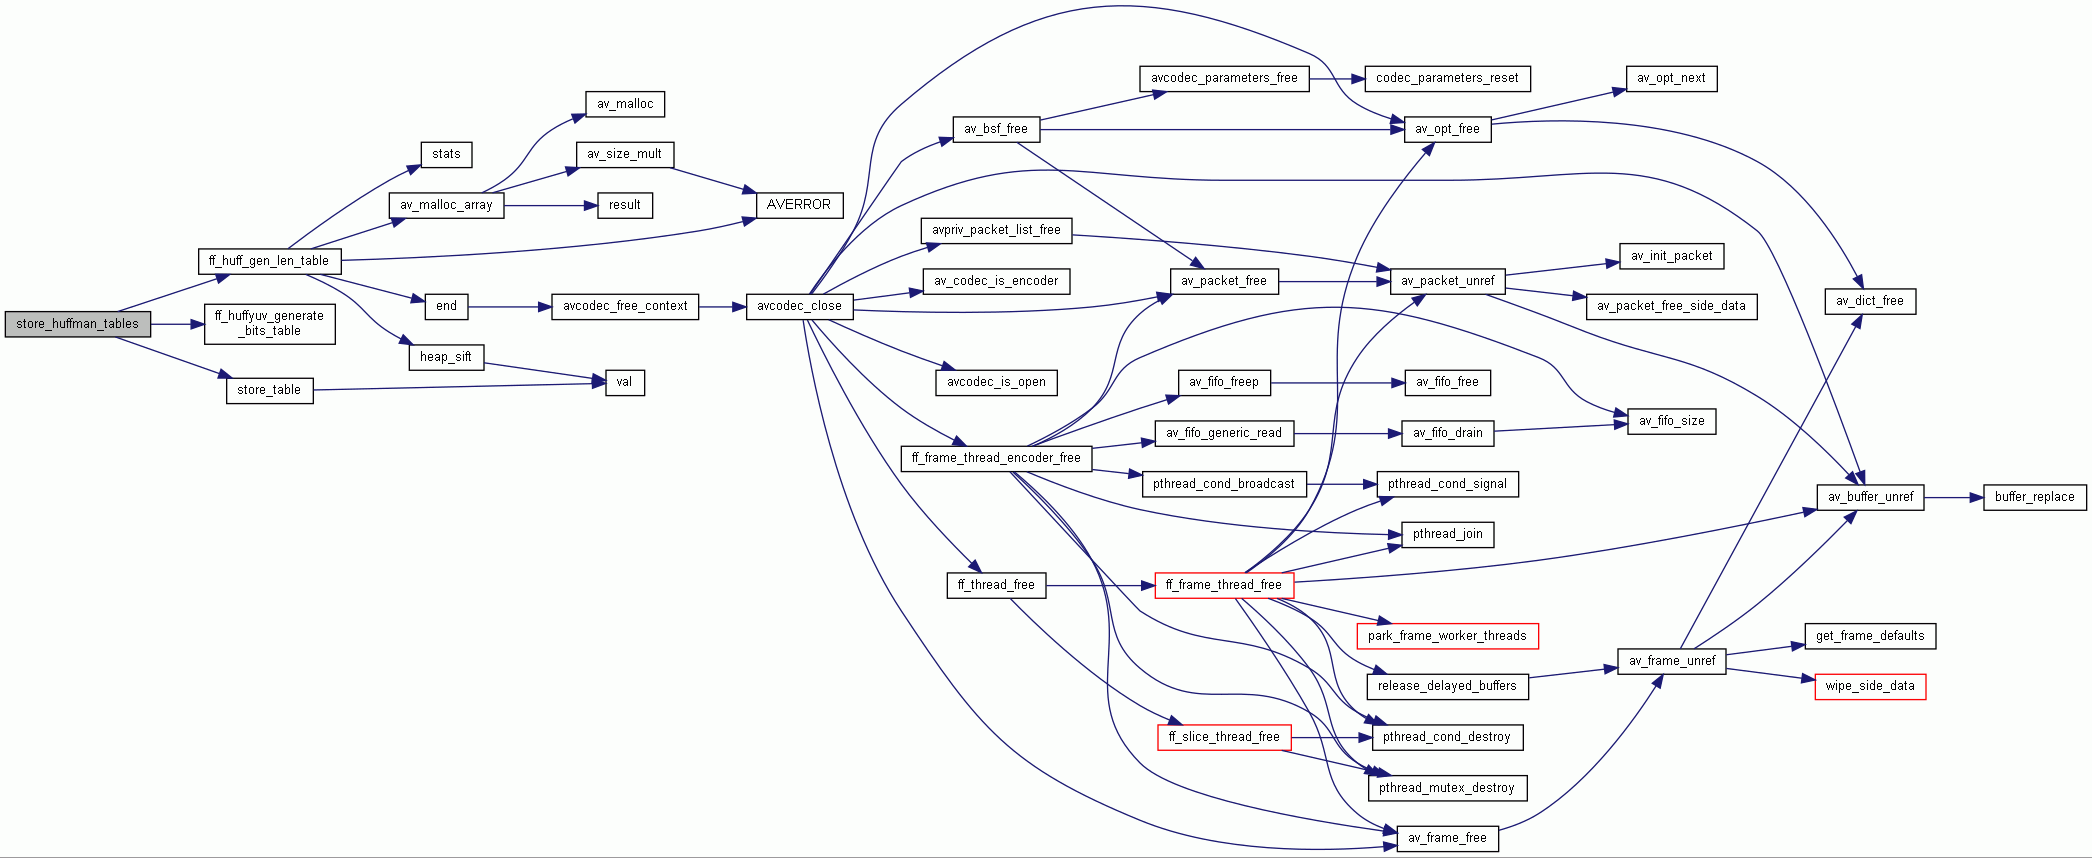 store_huffman_tables
ff_huff_gen_len_table
ff_huffyuv_generate
_bits_table
store_table
stats
av_malloc_array
end
heap_sift
av_malloc
av_size_mult
result
avcodec_free_context
val
AVERROR
avcodec_close
av_bsf_free
avpriv_packet_list_free
av_codec_is_encoder
avcodec_is_open
ff_frame_thread_encoder_free
ff_thread_free
avcodec_parameters_free
av_packet_free
av_fifo_freep
av_fifo_generic_read
pthread_cond_broadcast
ff_frame_thread_free
ff_slice_thread_free
codec_parameters_reset
av_opt_free
av_packet_unref
av_fifo_free
av_fifo_drain
pthread_cond_signal
pthread_join
park_frame_worker_threads
release_delayed_buffers
pthread_cond_destroy
pthread_mutex_destroy
av_frame_free
av_opt_next
av_init_packet
av_packet_free_side_data
av_fifo_size
av_frame_unref
av_dict_free
av_buffer_unref
get_frame_defaults
wipe_side_data
buffer_replace